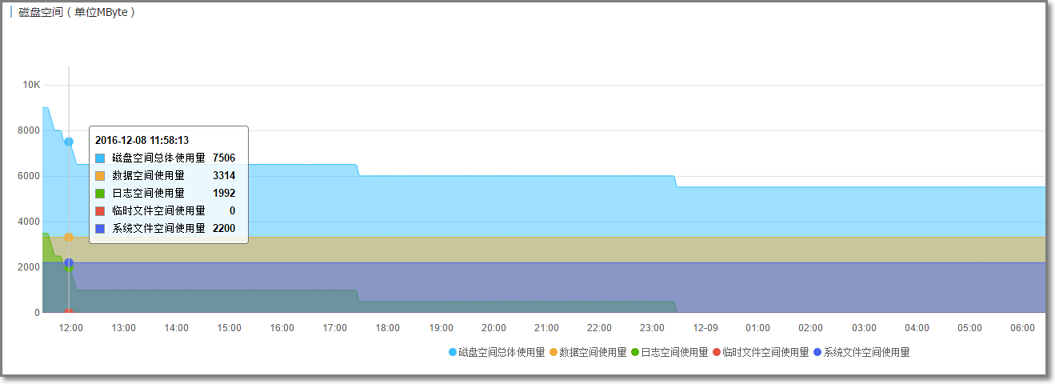 磁盘空间（单位MByte）
10K
8000
6000
4000
2000
0
2016-12-08 11:58:13
磁盘空间总体使用量 7506
数据空间使用量 3314
日志空间使用量 1992
临时文件空间使用量 0
系统文件空间使用量 2200
12:00 13:00 14:00 15:00 16:00 17:00 18:00 19:00 20:00 21:00 22:00 23:00 12-09 01:00 02:00 03:00 04:00 05:00 06:00
磁盘空间总体使用量 数据空间使用量 日志空间使用量 临时文件空间使用量 系统文件空间使用量